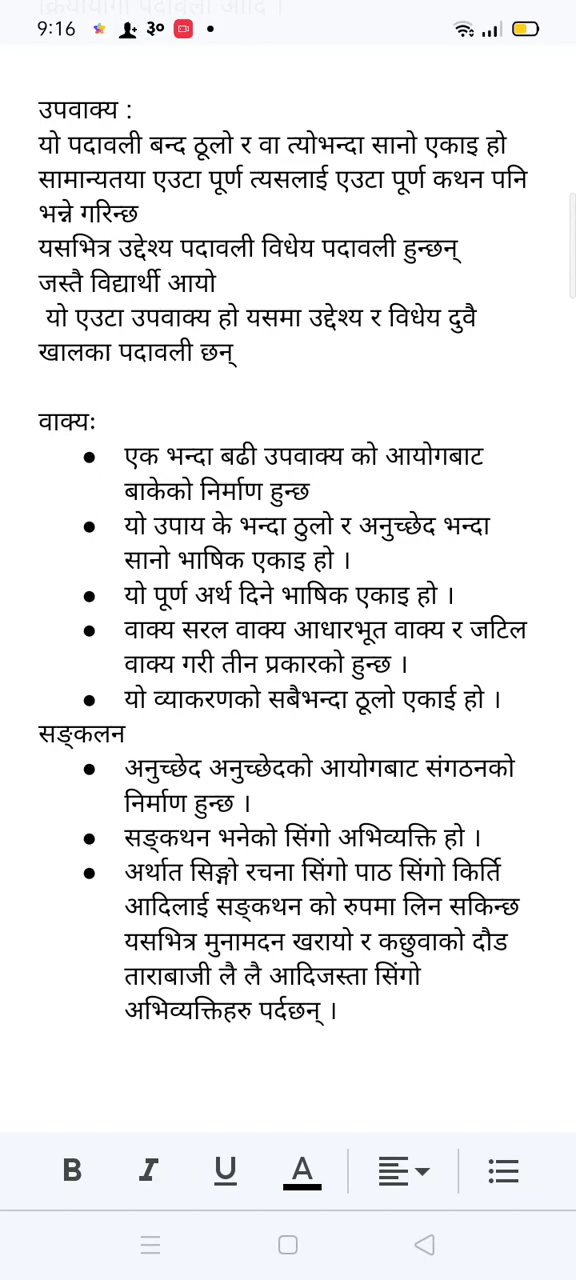 क्रियायोगी पदावली आदि ।
9:16 ३०
उपवाक्य :
यो पदावली बन्द ठूलो र वा त्योभन्दा सानो एकाइ हो
सामान्यतया एउटा पूर्ण त्यसलाई एउटा पूर्ण कथन पनि
भन्ने गरिन्छ
यसभित्र उद्देश्य पदावली विधेय पदावली हुन्छन्
जस्तै विद्यार्थी आयो
यो एउटा उपवाक्य हो यसमा उद्देश्य र विधेय दुवै
खालका पदावली छन्
वाक्यः
● एक भन्दा बढी उपवाक्य को आयोगबाट
बाकेको निर्माण हुन्छ
● यो उपाय के भन्दा ठुलो र अनुच्छेद भन्दा
सानो भाषिक एकाइ हो ।
● यो पूर्ण अर्थ दिने भाषिक एकाइ हो ।
● वाक्य सरल वाक्य आधारभूत वाक्य र जटिल
वाक्य गरी तीन प्रकारको हुन्छ ।
● यो व्याकरणको सबैभन्दा ठूलो एकाई हो ।
सङ्कलन
● अनुच्छेद अनुच्छेदको आयोगबाट संगठनको
निर्माण हुन्छ ।
● सङ्कथन भनेको सिंगो अभिव्यक्ति हो ।
● अर्थात सिङ्गो रचना सिंगो पाठ सिंगो किर्ति
आदिलाई सङ्कथन को रुपमा लिन सकिन्छ
यसभित्र मुनामदन खरायो र कछुवाको दौड
ताराबाजी लै लै आदिजस्ता सिंगो
अभिव्यक्तिहरु पर्दछन् ।
B I U A